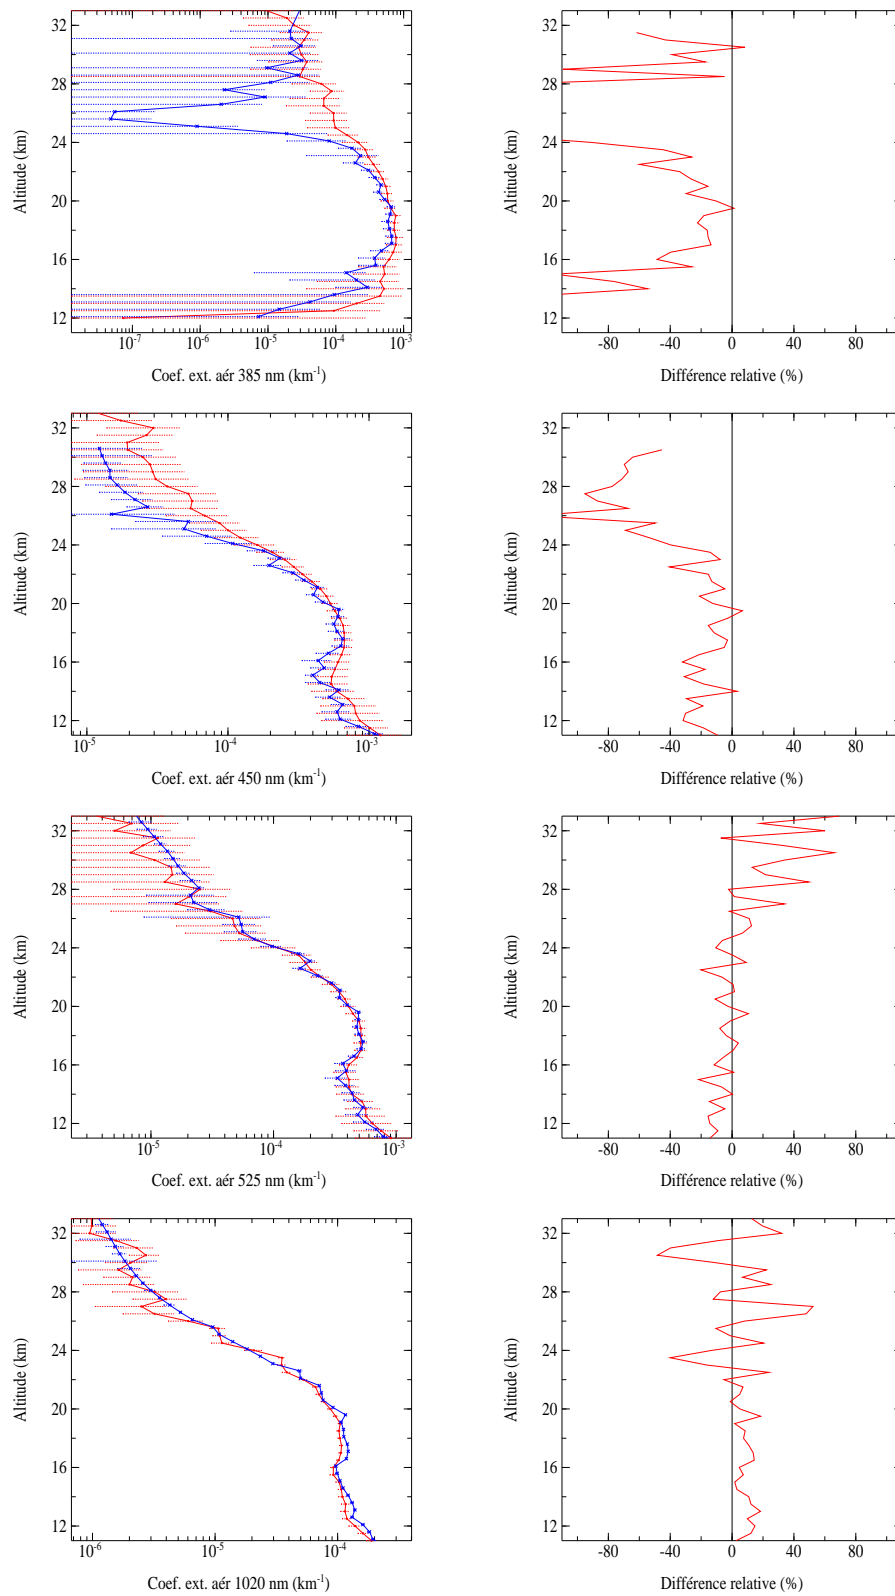 32
28
24
20
16
12
Altitude (km)
10-7 10-6 10-5 10-4 10-3
Coef. ext. aér 385 nm (km-1)
32
28
24
20
16
12
Altitude (km)
-80 -40 0 40 80
Différence relative (%)
32
28
24
20
16
12
Altitude (km)
10-5 10-4 10-3
Coef. ext. aér 450 nm (km-1)
32
28
24
20
16
12
Altitude (km)
-80 -40 0 40 80
Différence relative (%)
32
28
24
20
16
12
Altitude (km)
10-5 10-4 10-3
Coef. ext. aér 525 nm (km-1)
32
28
24
20
16
12
Altitude (km)
-80 -40 0 40 80
Différence relative (%)
32
28
24
20
16
12
Altitude (km)
10-6 10-5 10-4
Coef. ext. aér 1020 nm (km-1)
32
28
24
20
16
12
Altitude (km)
-80 -40 0 40 80
Différence relative (%)